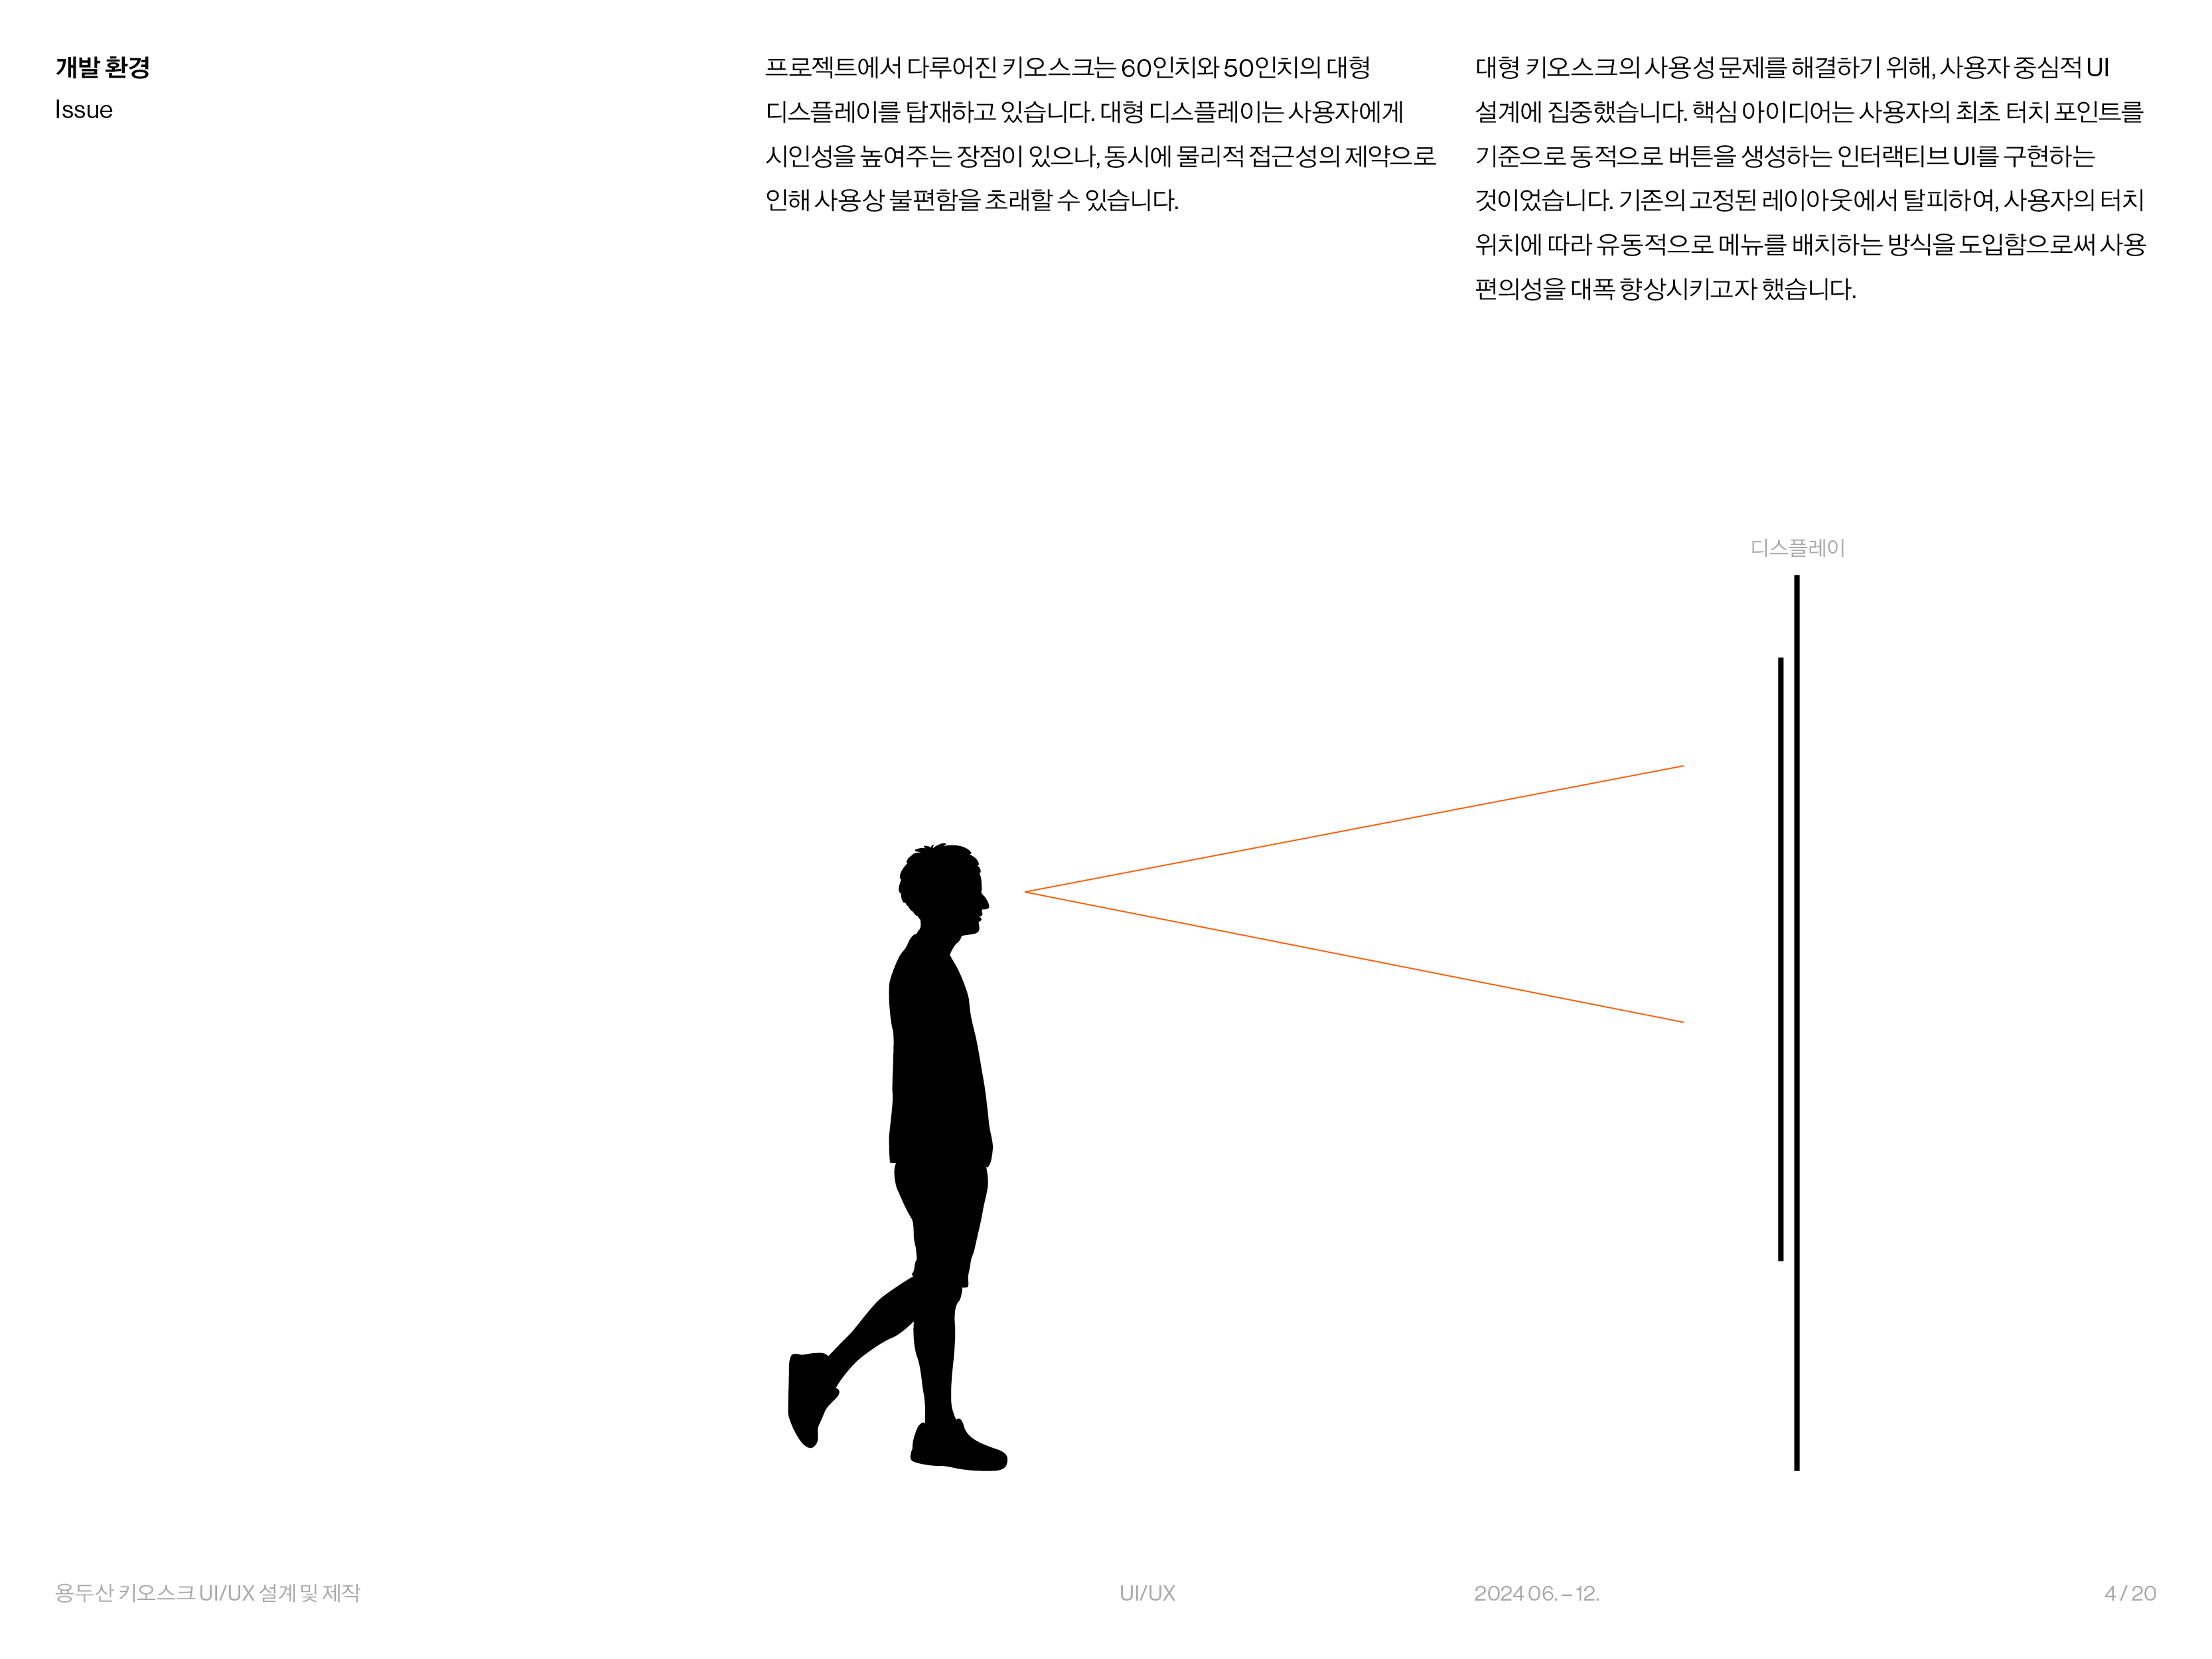 개발 환경
Issue
프로젝트에서 다루어진 키오스크는 60인치와 50인치의 대형
디스플레이를 탑재하고 있습니다. 대형 디스플레이는 사용자에게
시인성을 높여주는 장점이 있으나, 동시에 물리적 접근성의 제약으로
인해 사용상 불편함을 초래할 수 있습니다.
대형 키오스크의 사용성 문제를 해결하기 위해, 사용자 중심적 UI
설계에 집중했습니다. 핵심 아이디어는 사용자의 최초 터치 포인트를
기준으로 동적으로 버튼을 생성하는 인터랙티브 UI를 구현하는
것이었습니다. 기존의 고정된 레이아웃에서 탈피하여, 사용자의 터치
위치에 따라 유동적으로 메뉴를 배치하는 방식을 도입함으로써 사용
편의성을 대폭 향상시키고자 했습니다.
디스플레이
용두산 키오스크 UI/UX 설계 및 제작
UI/UX
2024 06. – 12.
4 / 20